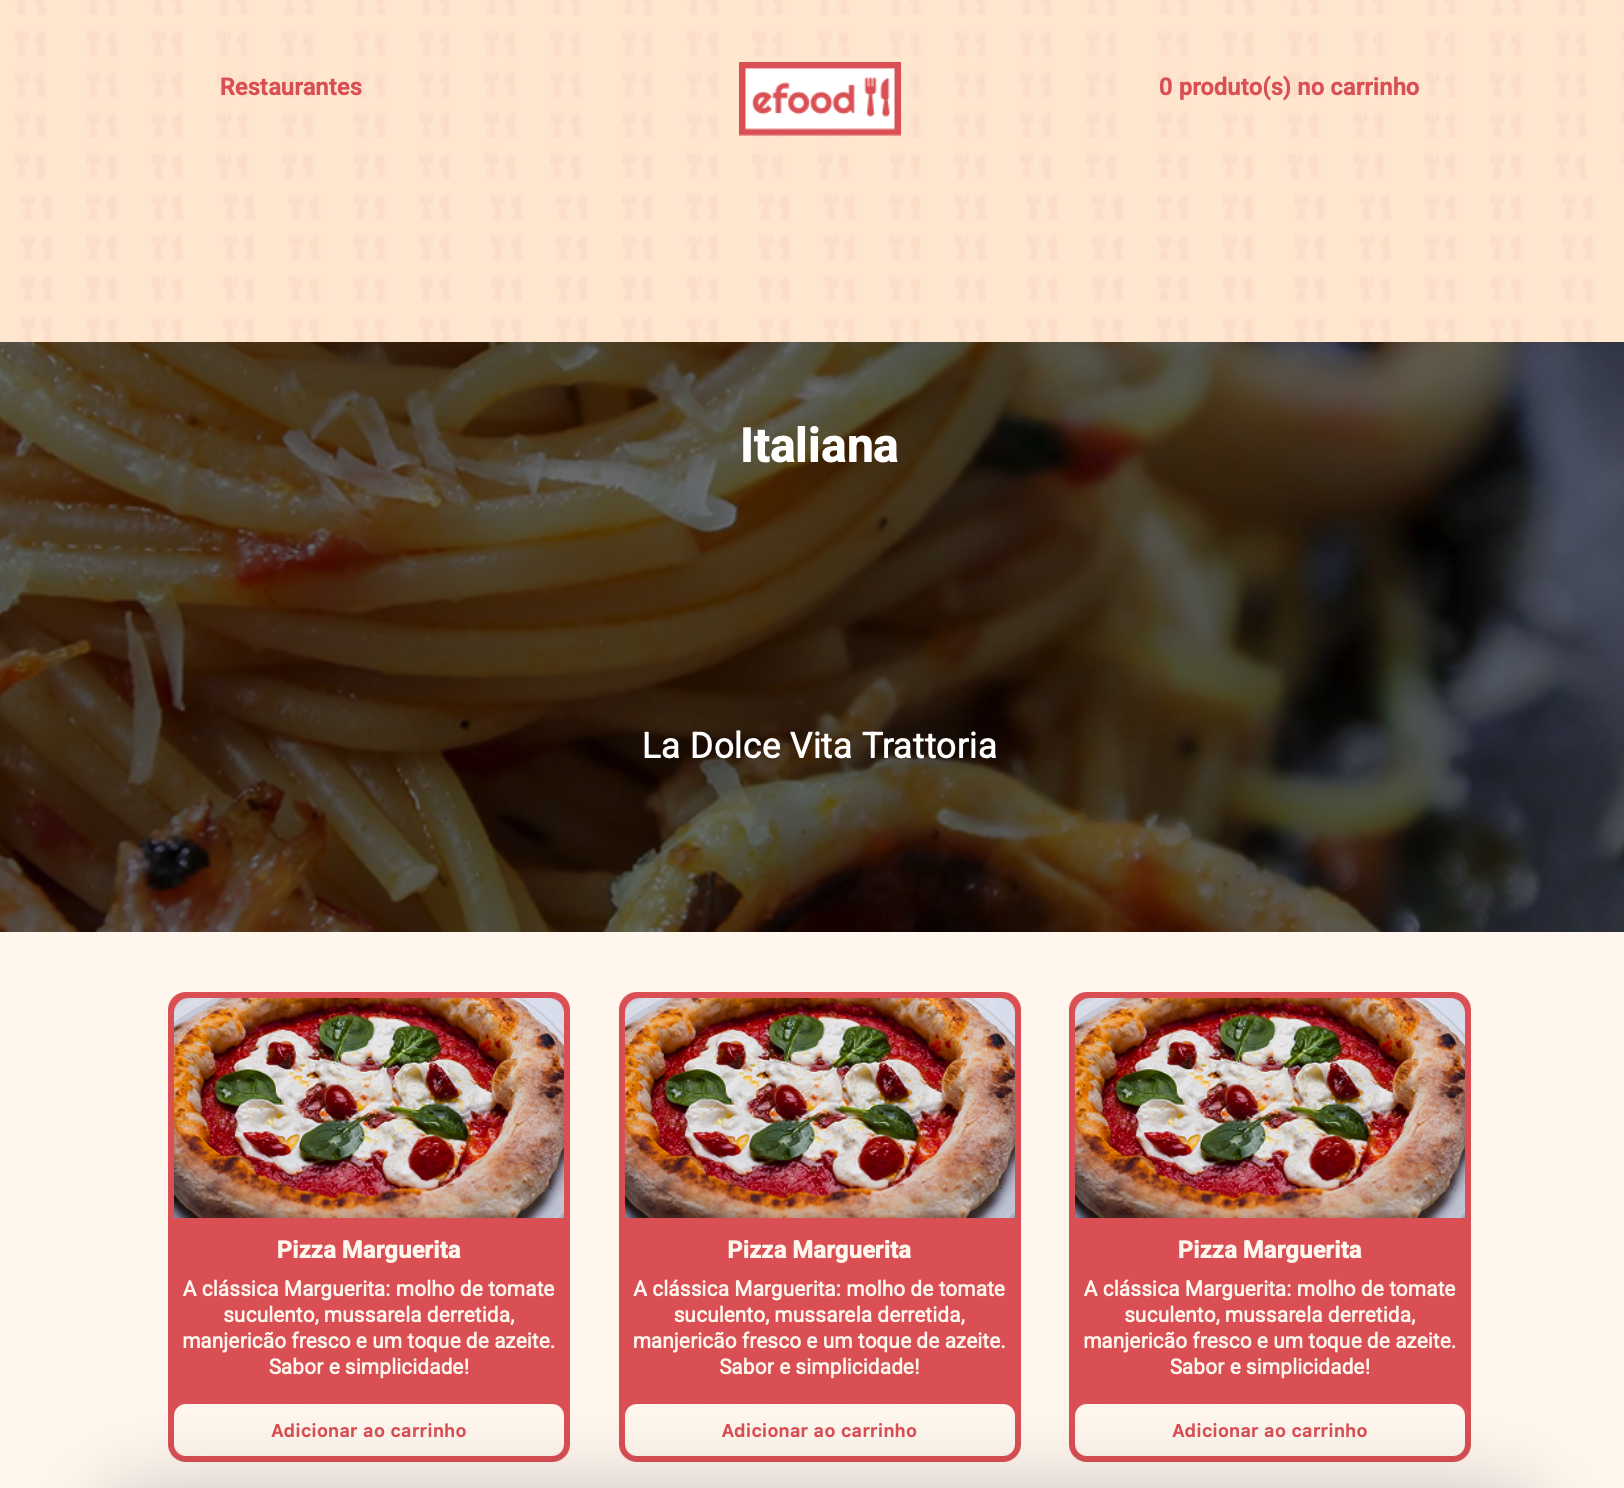 Restaurantes
efood
0 produto(s) no carrinho
Italiana
La Dolce Vita Trattoria
Pizza Marguerita
A clássica Marguerita: molho de tomate
suculento, mussarela derretida,
manjericão fresco e um toque de azeite.
Sabor e simplicidade!
Adicionar ao carrinho
Pizza Marguerita
A clássica Marguerita: molho de tomate
suculento, mussarela derretida,
manjericão fresco e um toque de azeite.
Sabor e simplicidade!
Adicionar ao carrinho
Pizza Marguerita
A clássica Marguerita: molho de tomate
suculento, mussarela derretida,
manjericão fresco e um toque de azeite.
Sabor e simplicidade!
Adicionar ao carrinho